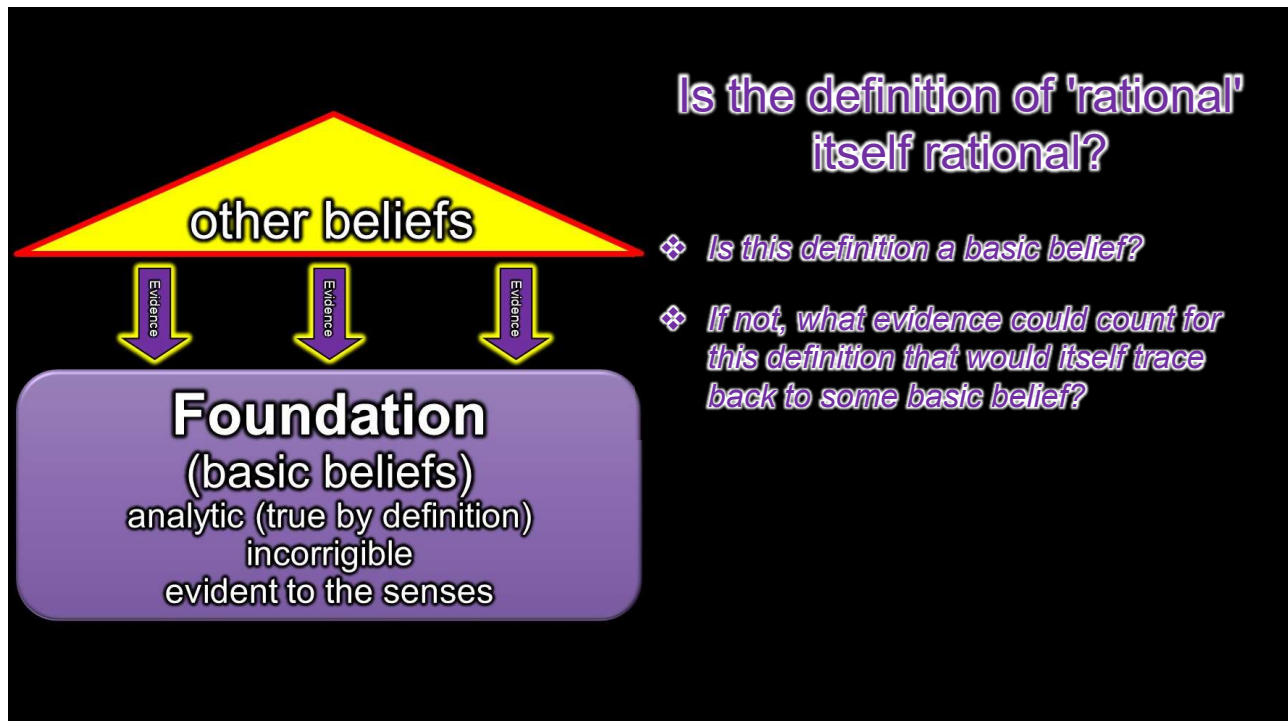 other beliefs
Evidence
Evidence
Evidence
Foundation
(basic beliefs)
analytic (true by definition)
incorrigible
evident to the senses
Is the definition of 'rational'
itself rational?
❖ Is this definition a basic belief?
❖ If not, what evidence could count for
this definition that would itself trace
back to some basic belief?